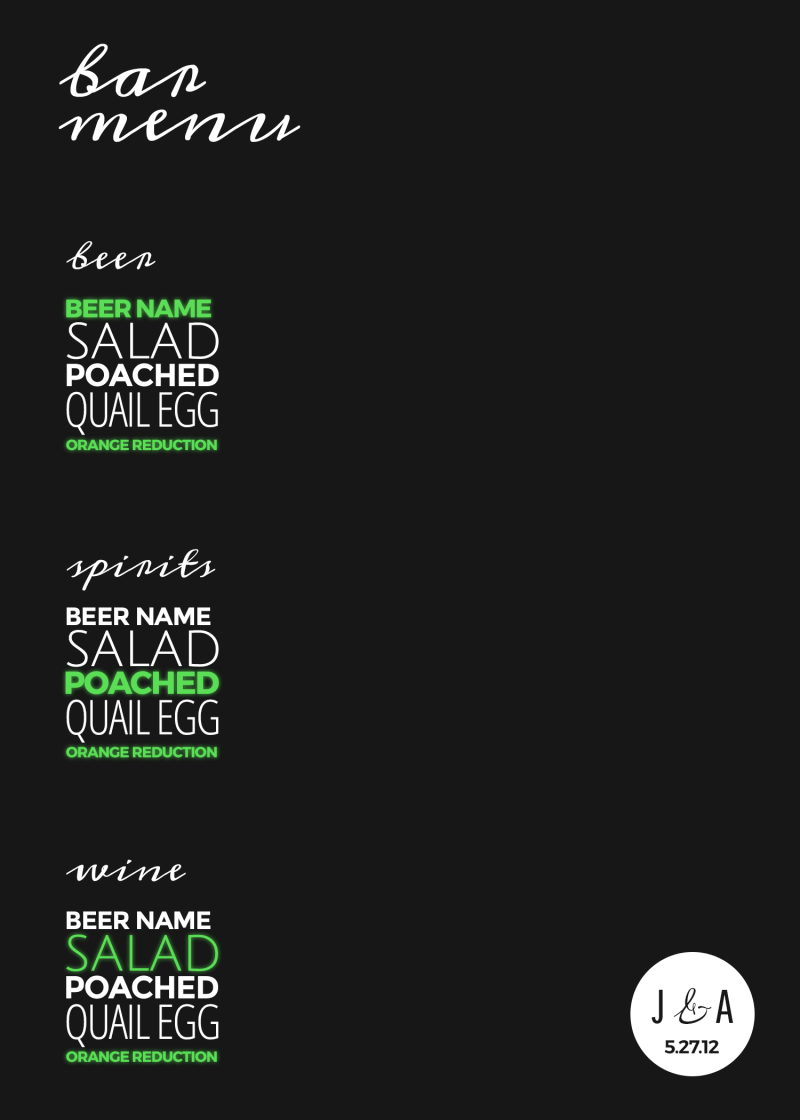 bar
menu
beer
BEER NAME
SALAD
POACHED
QUAIL EGG
ORANGE REDUCTION
spirits
BEER NAME
SALAD
POACHED
QUAIL EGG
ORANGE REDUCTION
wine
BEER NAME
SALAD
POACHED
QUAIL EGG
ORANGE REDUCTION
J & A
5.27.12